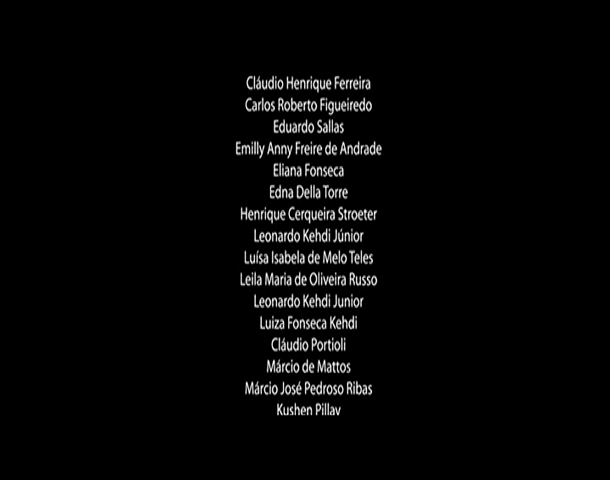 Cláudio Henrique Ferreira
Carlos Roberto Figueiredo
Eduardo Sallas
Emilly Anny Freire de Andrade
Eliana Fonseca
Edna Della Torre
Henrique Cerqueira Stroeter
Leonardo Kehdi Júnior
Luísa Isabela de Melo Teles
Leila Maria de Oliveira Russo
Leonardo Kehdi Junior
Luiza Fonseca Kehdi
Cláudio Portioli
Márcio de Mattos
Márcio José Pedroso Ribas
Kushen Pillay